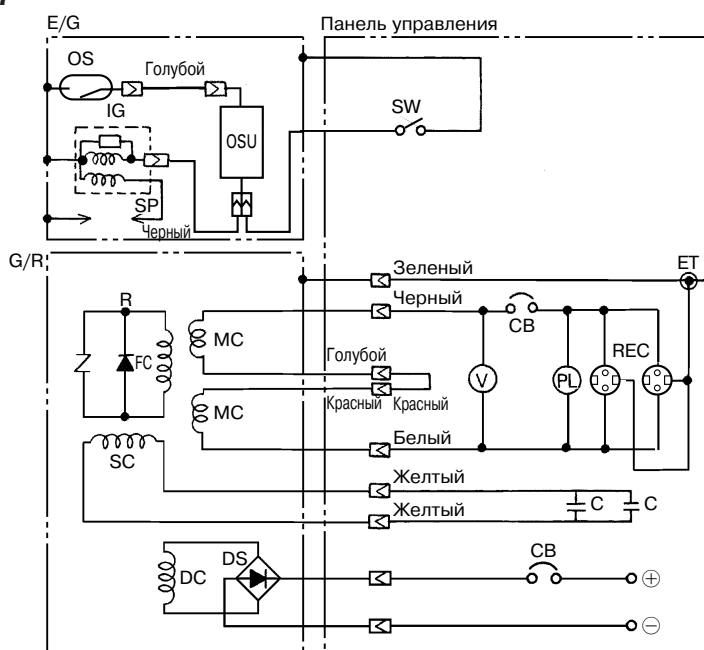 E/G
Панель управления
OS
Голубой
IG
SW
OSU
SP
Черный
G/R
Зеленый
ET
Черный
R
MC
CB
REC
FC
Голубой
V
PL
Красный
Красный
MC
Белый
SC
Желтый
C
C
Желтый
DS
CB
DC
+
−